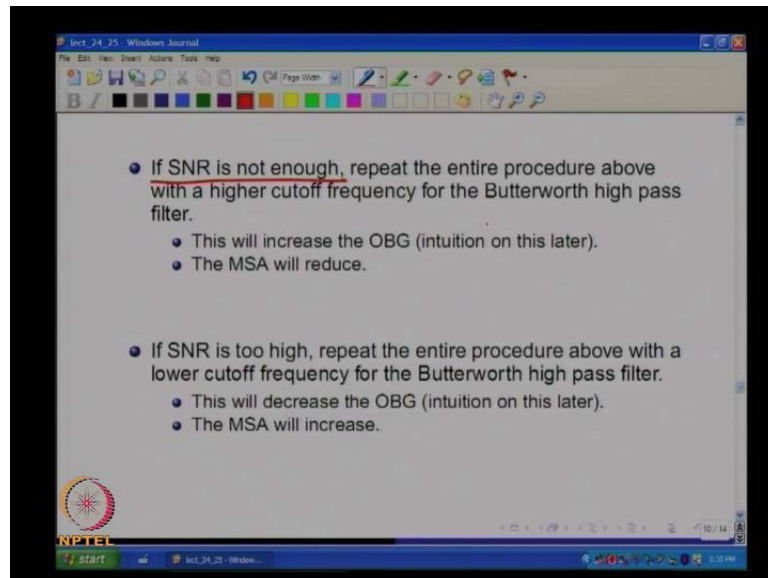 lect_24_25 - Windows Journal
File Edit View Insert Actions Tools Help
Page Width
B I
If SNR is not enough, repeat the entire procedure above
with a higher cutoff frequency for the Butterworth high pass
filter.
This will increase the OBG (intuition on this later).
The MSA will reduce.
If SNR is too high, repeat the entire procedure above with a
lower cutoff frequency for the Butterworth high pass filter.
This will decrease the OBG (intuition on this later).
The MSA will increase.
10 / 14
NPTEL
start
lect_24_25 - Window...